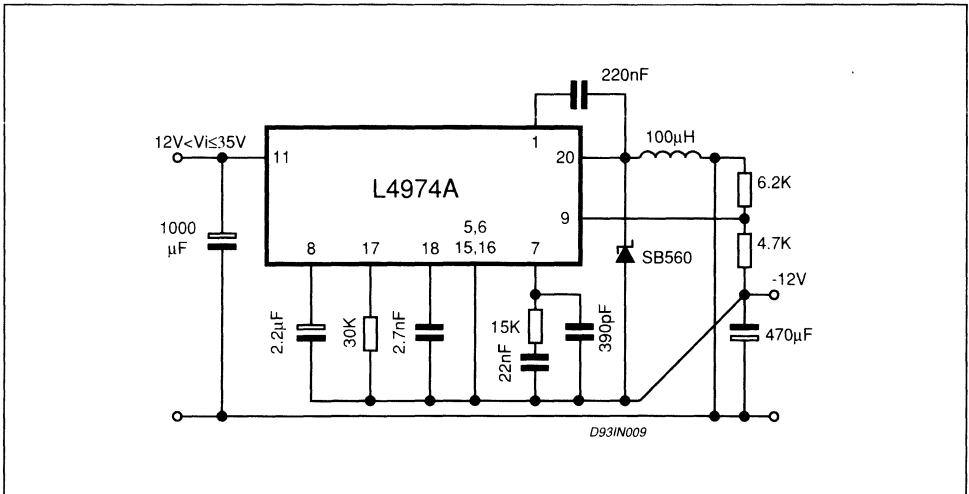 220nF
12V<Vi≤35V
11
1
20
100µH
6.2K
L4974A
9
5,6
1000
µF
8
17
18
15,16
7
SB560
4.7K
-12V
2.2µF
30K
2.7nF
15K
22nF
390pF
470µF
D93IN009